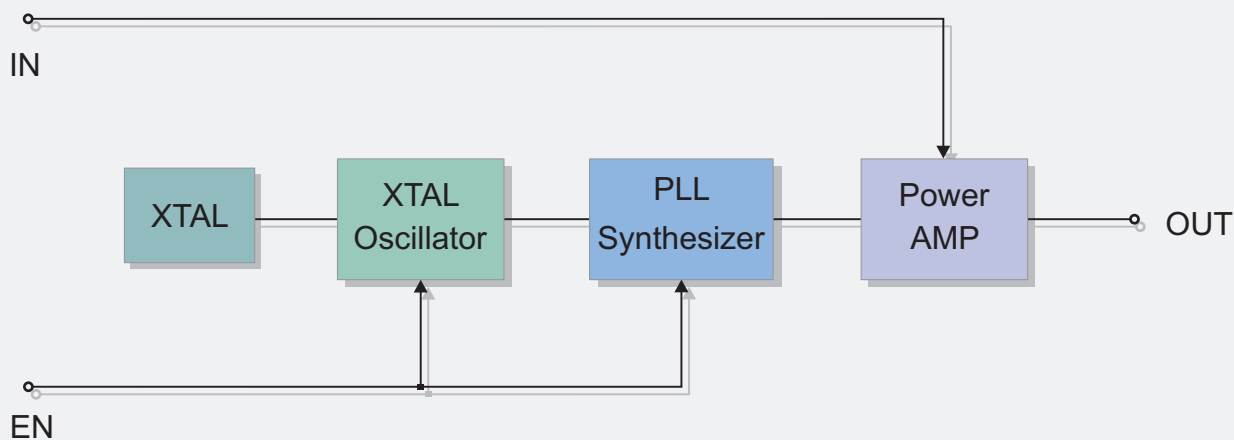 IN
XTAL
XTAL
Oscillator
PLL
Synthesizer
Power
AMP
OUT
EN